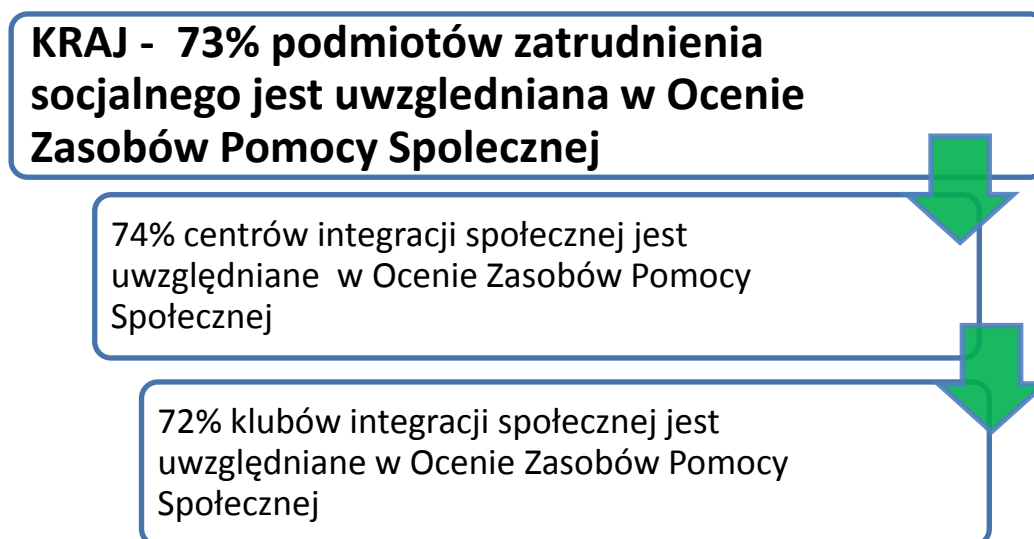 KRAJ -  73% podmiotów zatrudnienia
socjalnego jest uwzgledniana w Ocenie
Zasobów Pomocy Spolecznej
74% centrów integracji społecznej jest
uwzględniane  w Ocenie Zasobów Pomocy
Społecznej
72% klubów integracji społecznej jest
uwzględniane w Ocenie Zasobów Pomocy
Społecznej